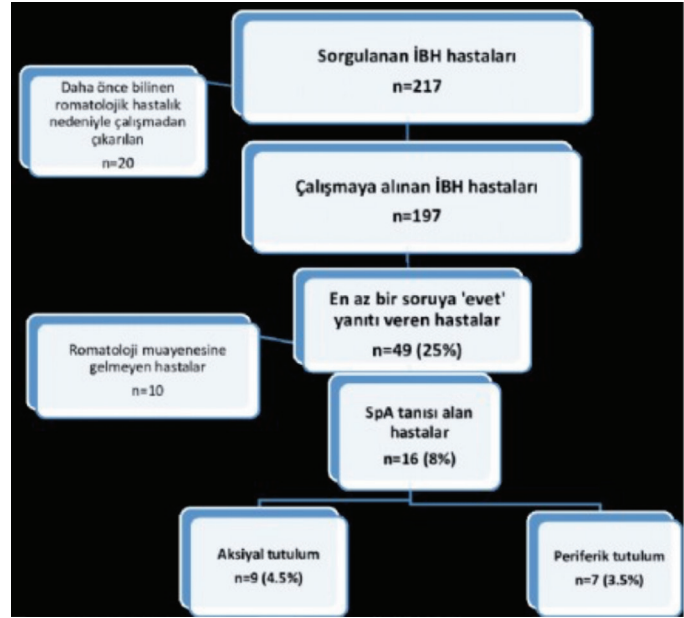 Sorgulanan İBH hastaları
n=217
Daha önce bilinen
romatolojik hastalık
nedeniyle çalışmadan
çıkarılan
n=20
Çalışmaya alınan İBH hastaları
n=197
En az bir soruya 'evet'
yanıtı veren hastalar
n=49 (25%)
Romatoloji muayenesine
gelmeyen hastalar
n=10
SpA tanısı alan
hastalar
n=16 (8%)
Aksiyal tutulum
n=9 (4.5%)
Periferik tutulum
n=7 (3.5%)